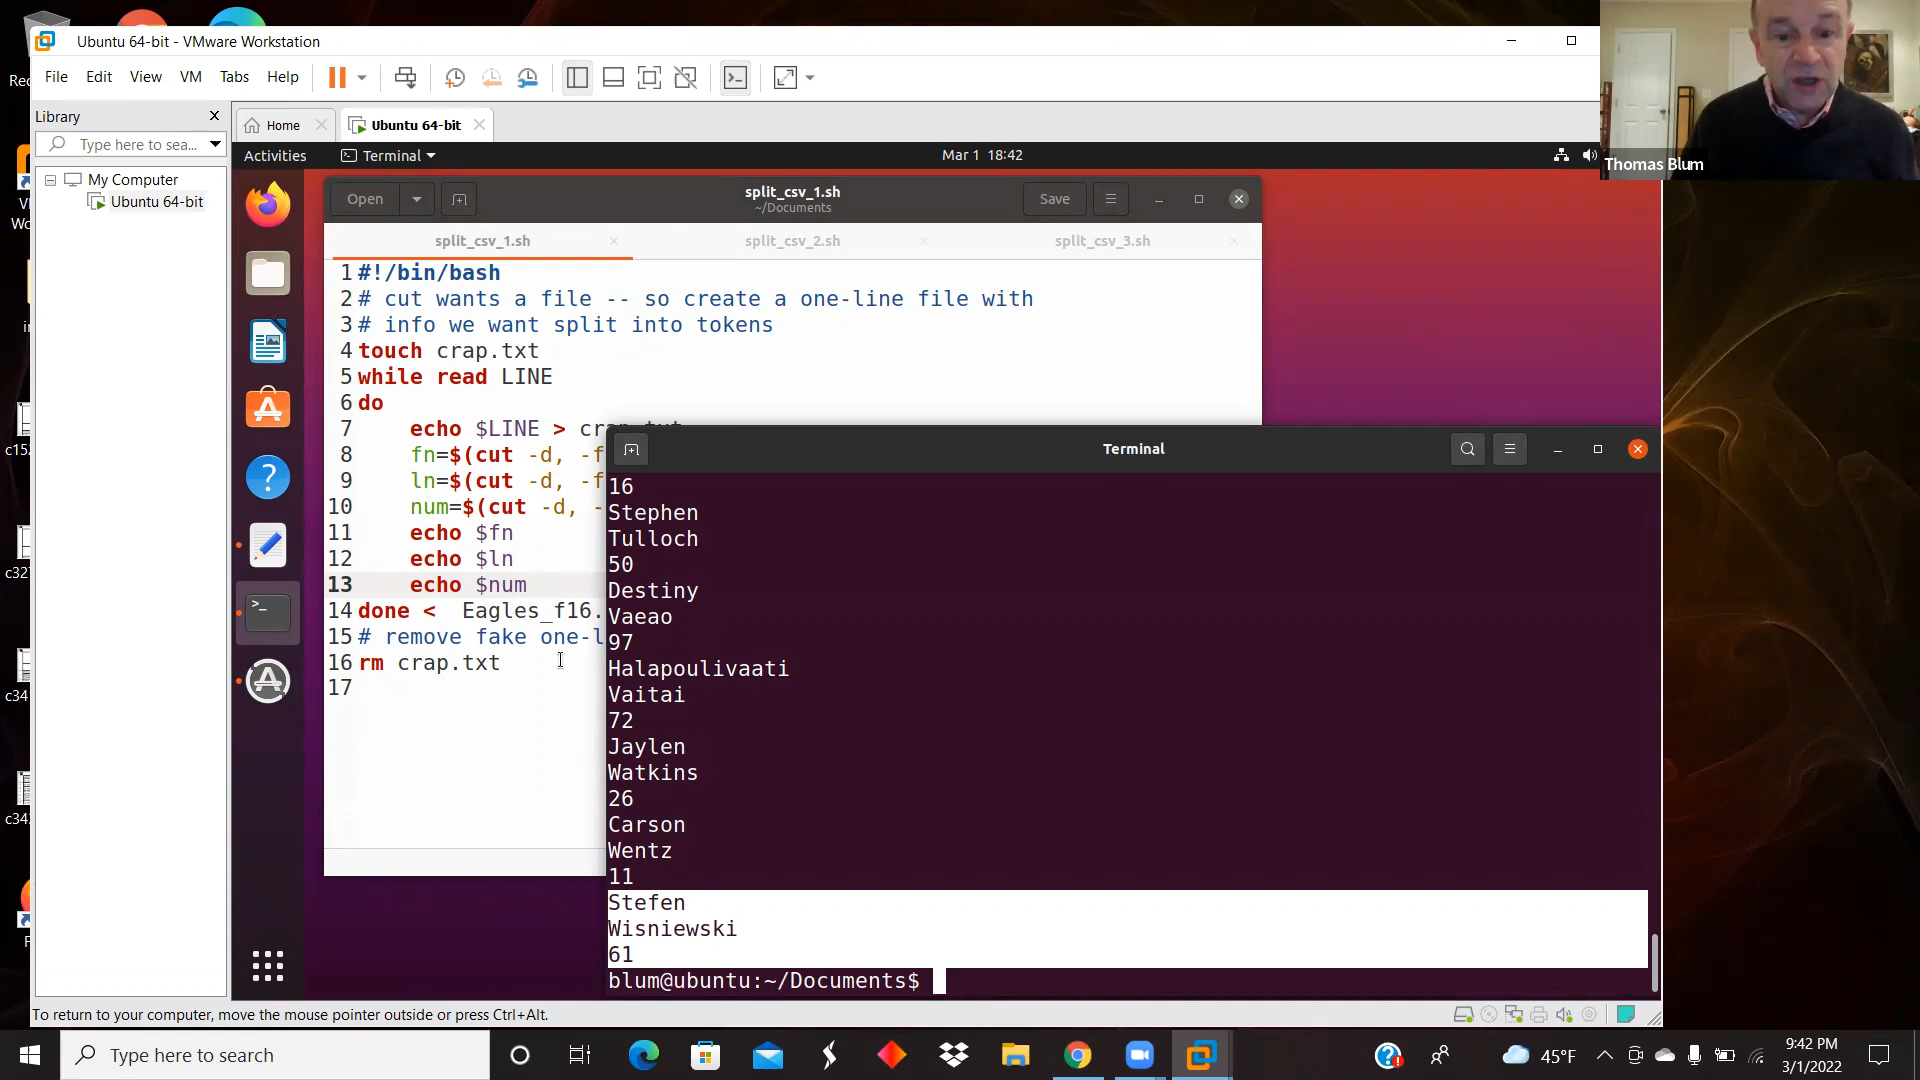 Ubuntu 64-bit - VMware Workstation
File Edit View VM Tabs Help
Library
Type here to sea...
My Computer
Ubuntu 64-bit
Home
Ubuntu 64-bit
Activities
Terminal
Mar 1 18:42
Thomas Blum
Open
split_csv_1.sh
~/Documents
Save
split_csv_1.sh
split_csv_2.sh
split_csv_3.sh
1 #!/bin/bash
2 # cut wants a file -- so create a one-line file with
3 # info we want split into tokens
4 touch crap.txt
5 while read LINE
6 do
7 echo $LINE > crap.txt
8 fn=$(cut -d, -f
9 ln=$(cut -d, -f
10 num=$(cut -d, -
11 echo $fn
12 echo $ln
13 echo $num
14 done < Eagles_f16.
15 # remove fake one-l
16 rm crap.txt
17
Terminal
16
Stephen
Tulloch
50
Destiny
Vaeao
97
Halapoulivaati
Vaitai
72
Jaylen
Watkins
26
Carson
Wentz
11
Stefen
Wisniewski
61
blum@ubuntu:~/Documents$
To return to your computer, move the mouse pointer outside or press Ctrl+Alt.
Type here to search
45°F
9:42 PM
3/1/2022